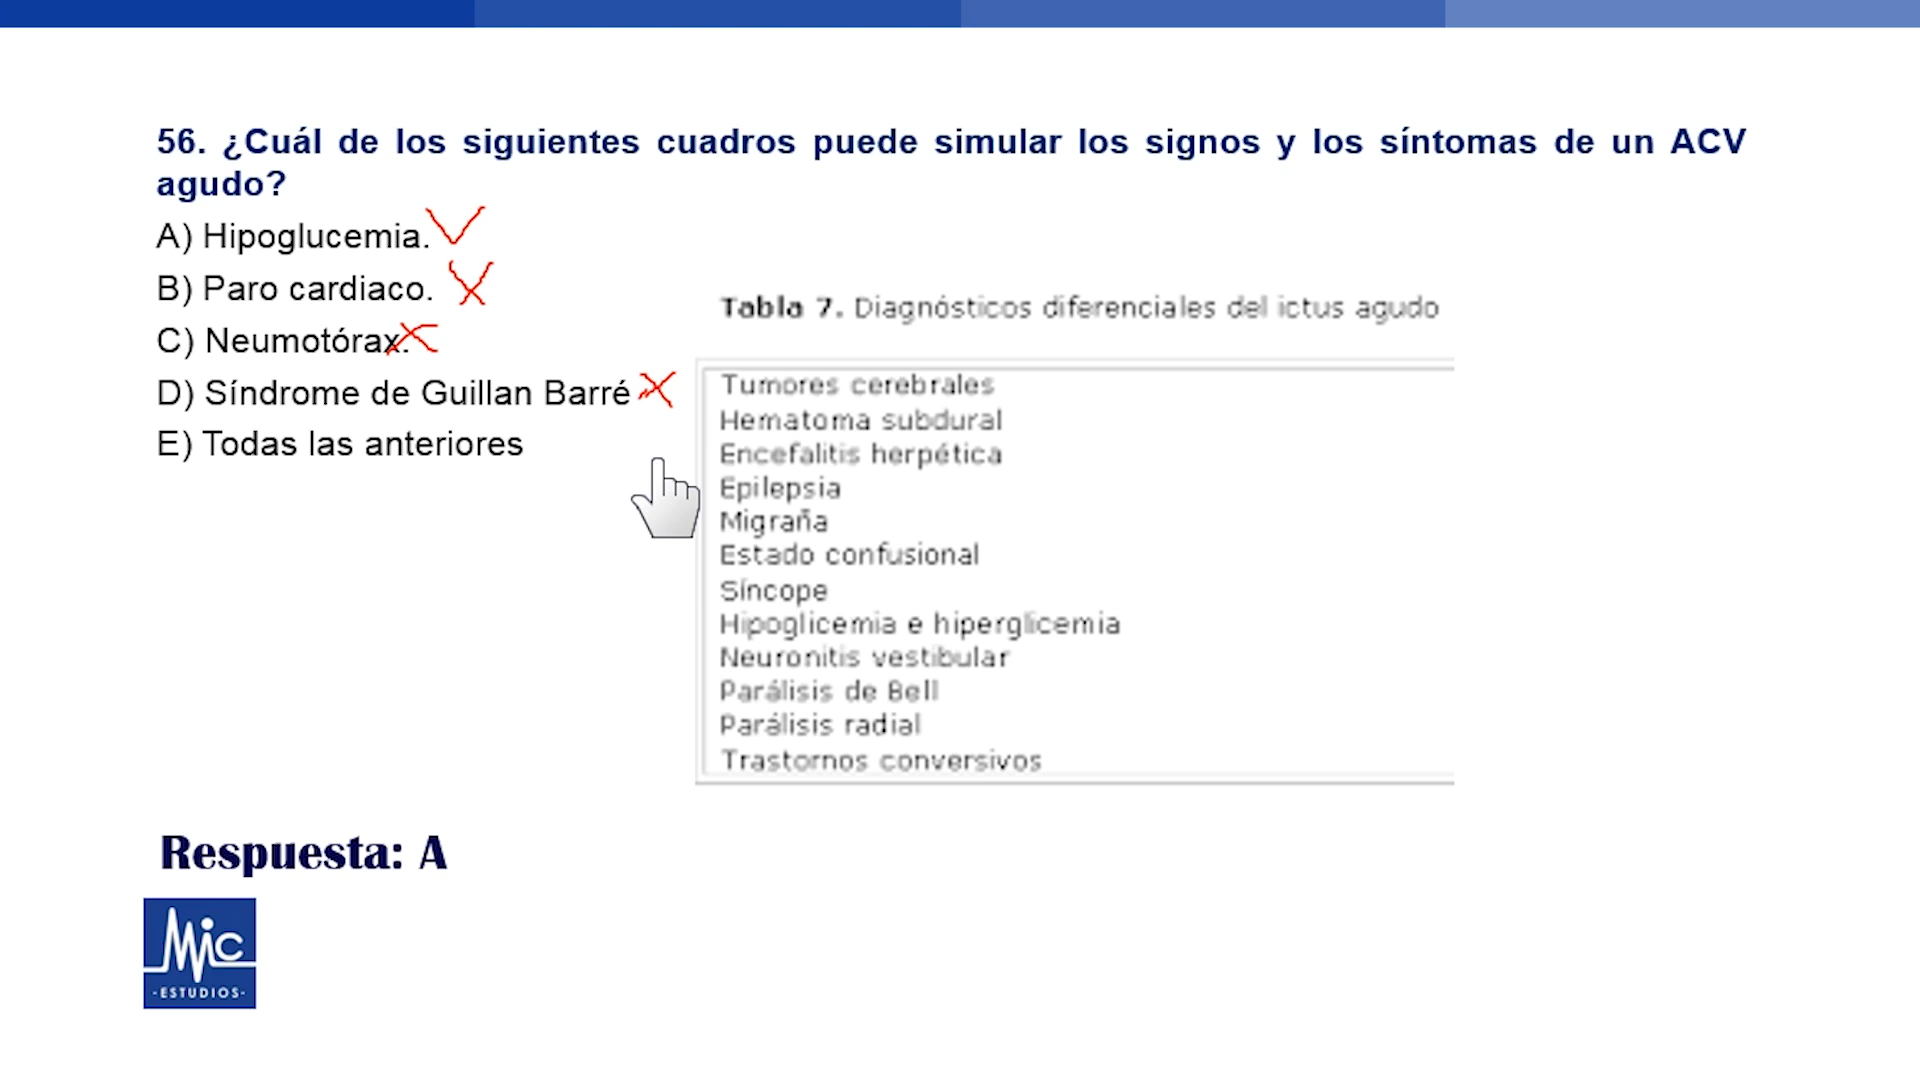 56. ¿Cuál de los siguientes cuadros puede simular los signos y los síntomas de un ACV
agudo?
A) Hipoglucemia.
B) Paro cardiaco.
C) Neumotórax.
D) Síndrome de Guillan Barré
E) Todas las anteriores
Tabla 7. Diagnósticos diferenciales del ictus agudo
Tumores cerebrales
Hematoma subdural
Encefalitis herpética
Epilepsia
Migraña
Estado confusional
Síncope
Hipoglicemia e hiperglicemia
Neuronitis vestibular
Parálisis de Bell
Parálisis radial
Trastornos conversivos
Respuesta: A
Mic
·ESTUDIOS·